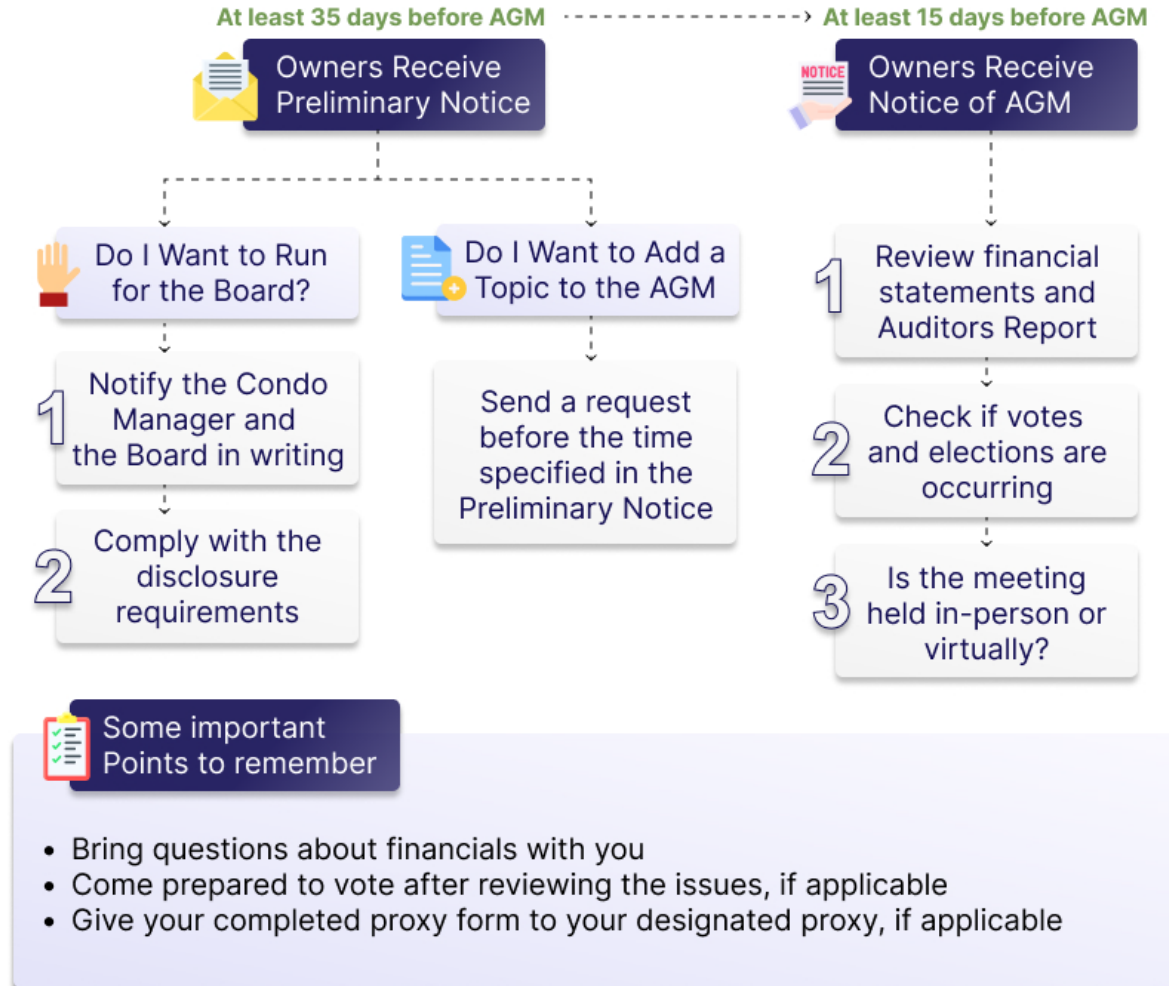 At least 35 days before AGM
At least 15 days before AGM
Owners Receive
Preliminary Notice
NOTICE
Owners Receive
Notice of AGM
Do I Want to Run
for the Board?
Do I Want to Add a
Topic to the AGM
1
Notify the Condo
Manager and
the Board in writing
2
Comply with the
disclosure
requirements
Send a request
before the time
specified in the
Preliminary Notice
1
Review financial
statements and
Auditors Report
2
Check if votes
and elections are
occurring
3
Is the meeting
held in-person or
virtually?
Some important
Points to remember
• Bring questions about financials with you
• Come prepared to vote after reviewing the issues, if applicable
• Give your completed proxy form to your designated proxy, if applicable